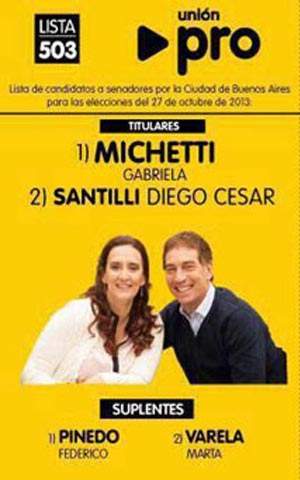 LISTA
503
unión
pro
Lista de candidatos a senadores por la Ciudad de Buenos Aires
para las elecciones del 27 de octubre de 2013:
TITULARES
1) MICHETTI
GABRIELA
2) SANTILLI DIEGO CESAR
SUPLENTES
1) PINEDO
FEDERICO
2) VARELA
MARTA